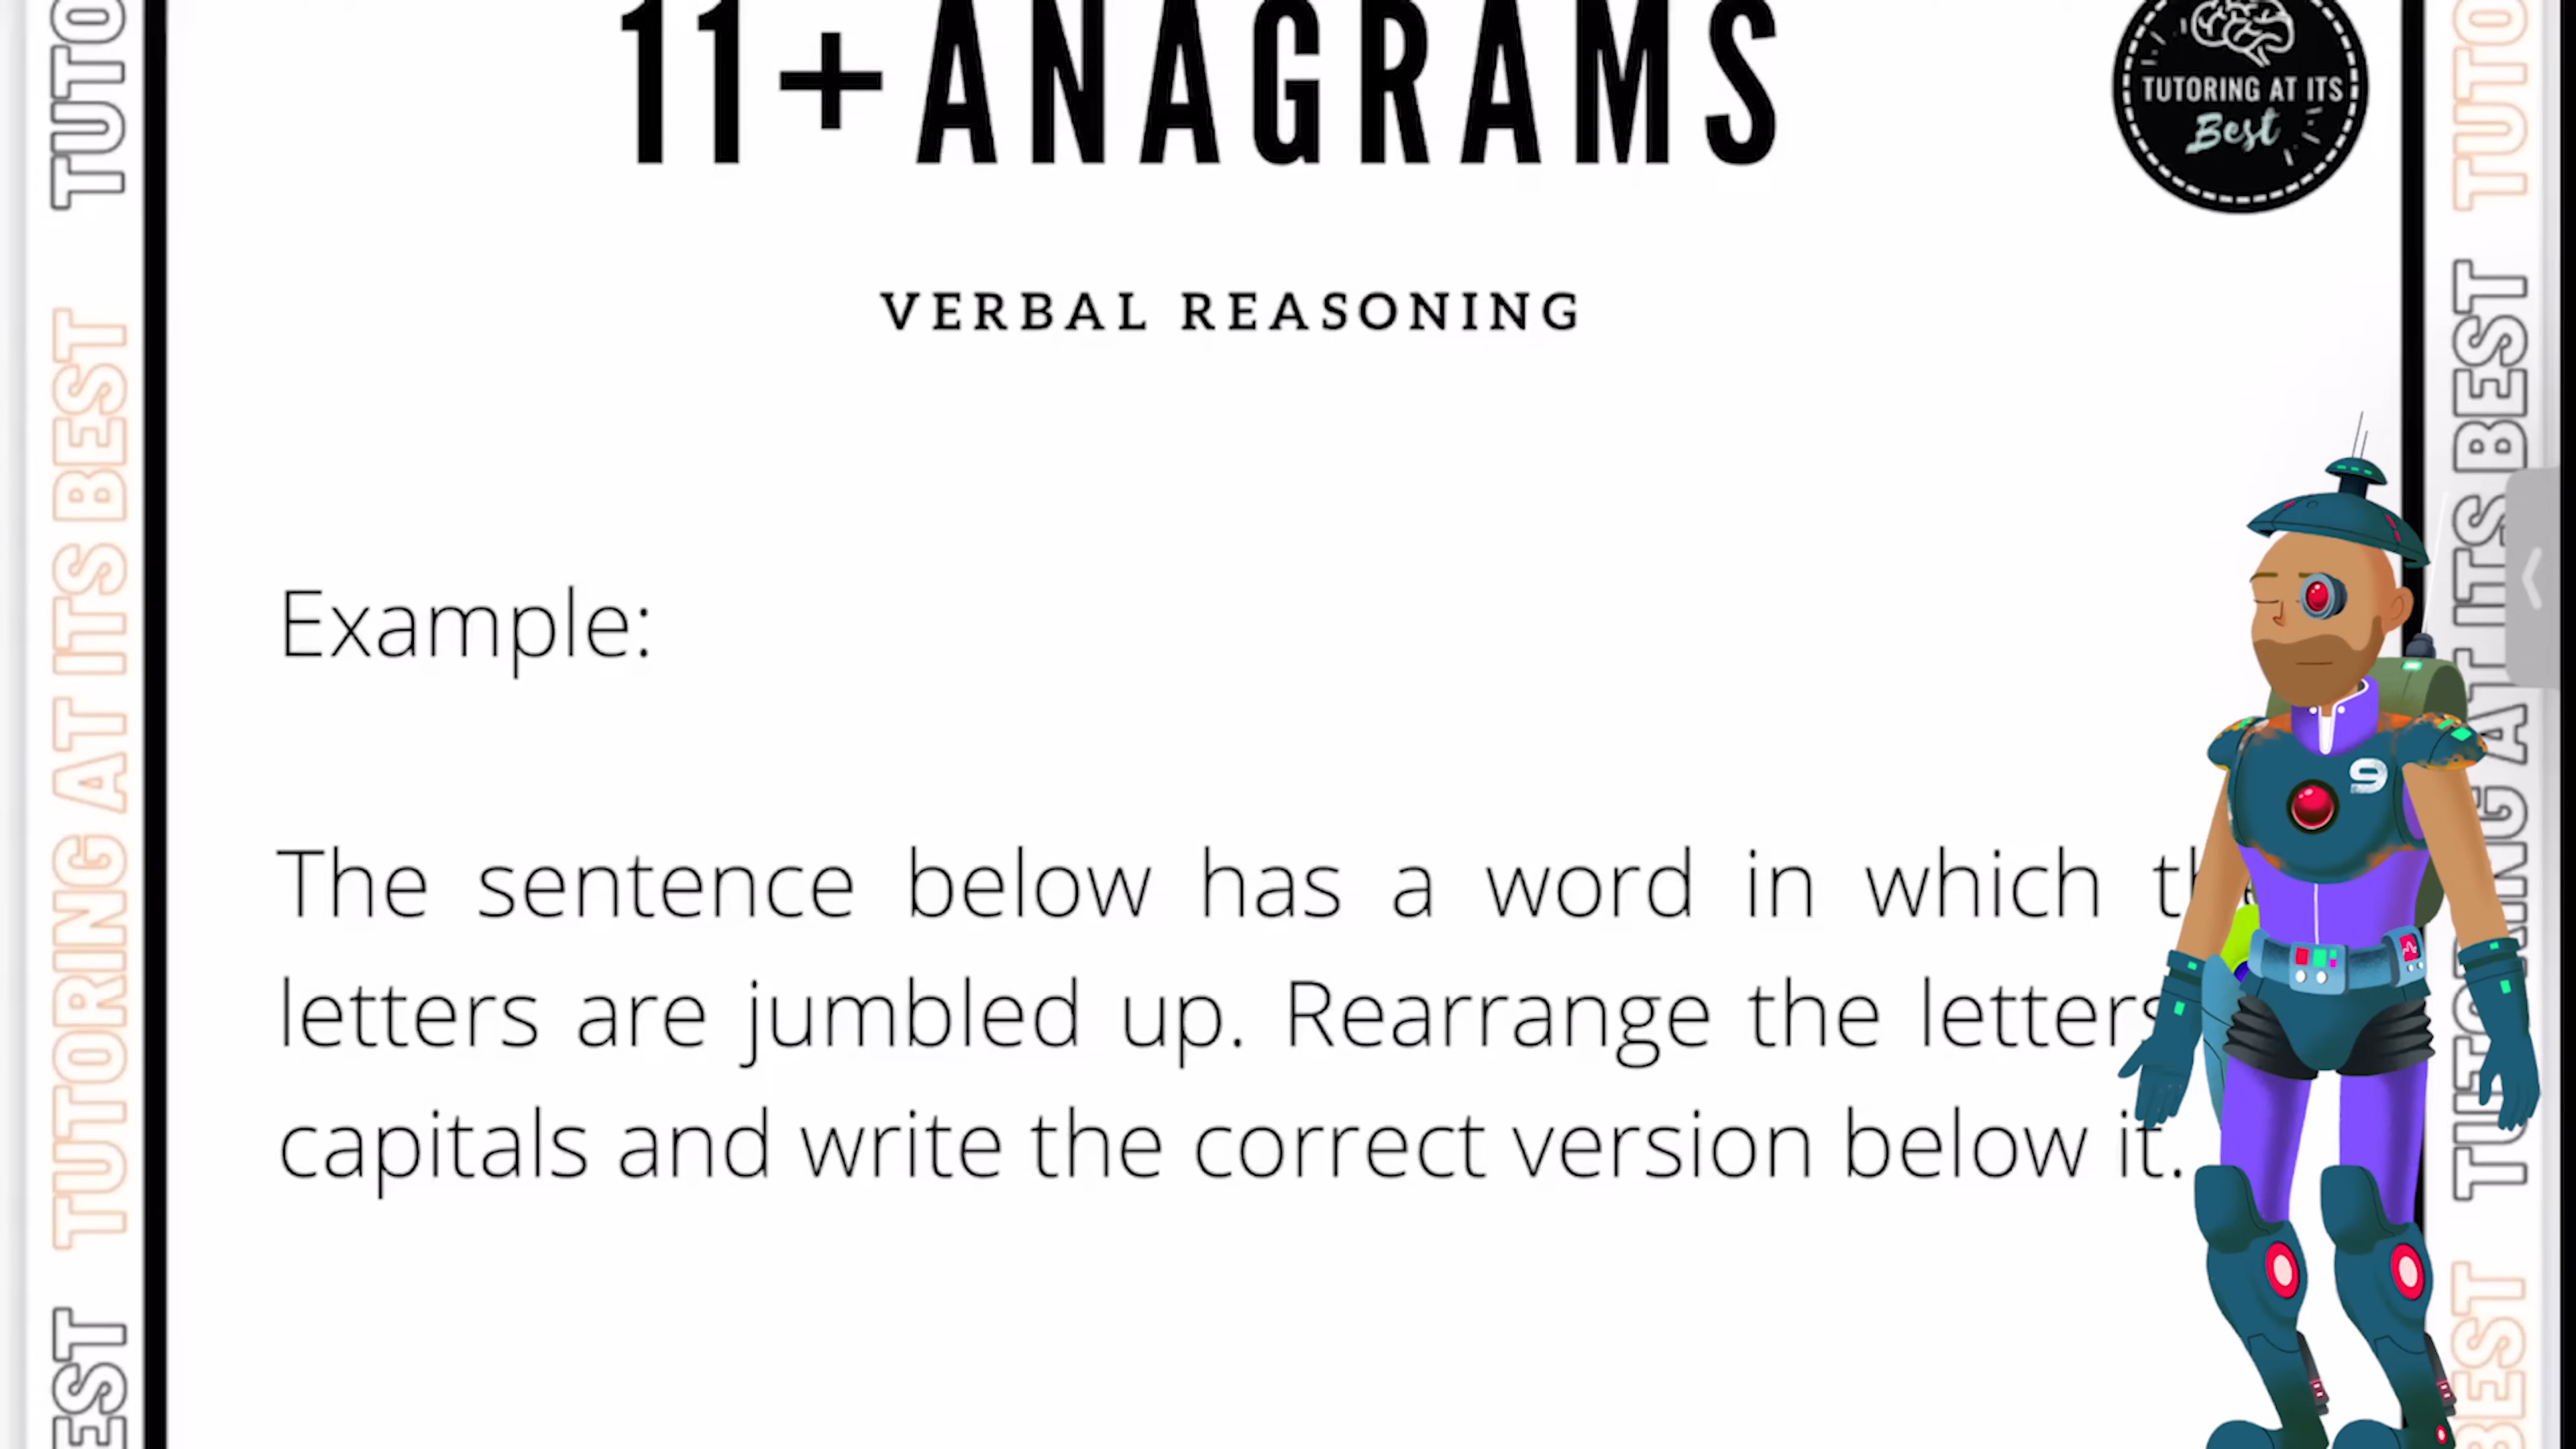 11+ANAGRAMS
TUTORING AT ITS
Best
VERBAL REASONING
Example:
The sentence below has a word in which the
letters are jumbled up. Rearrange the letters
capitals and write the correct version below it.
9
TUTORING AT ITS BEST
TUTORING AT ITS BEST